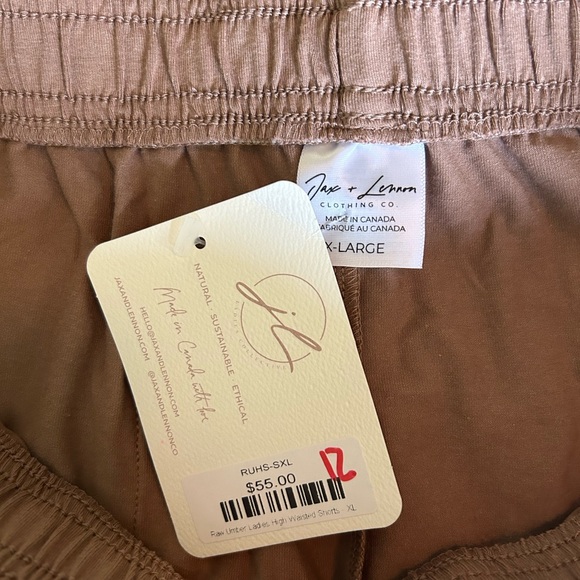 Jax + Lennon
CLOTHING CO.
MADE IN CANADA
FABRIQUÉ AU CANADA
X-LARGE
jl
NATURAL · SUSTAINABLE · ETHICAL
Made in Canada with love
JAXANDLENNON.COM
HELLO@JAXANDLENNON.COM
@JAXANDLENNONCO
RUHS-SXL
$55.00
12
Raw Umber Ladies High Waisted Shorts - XL